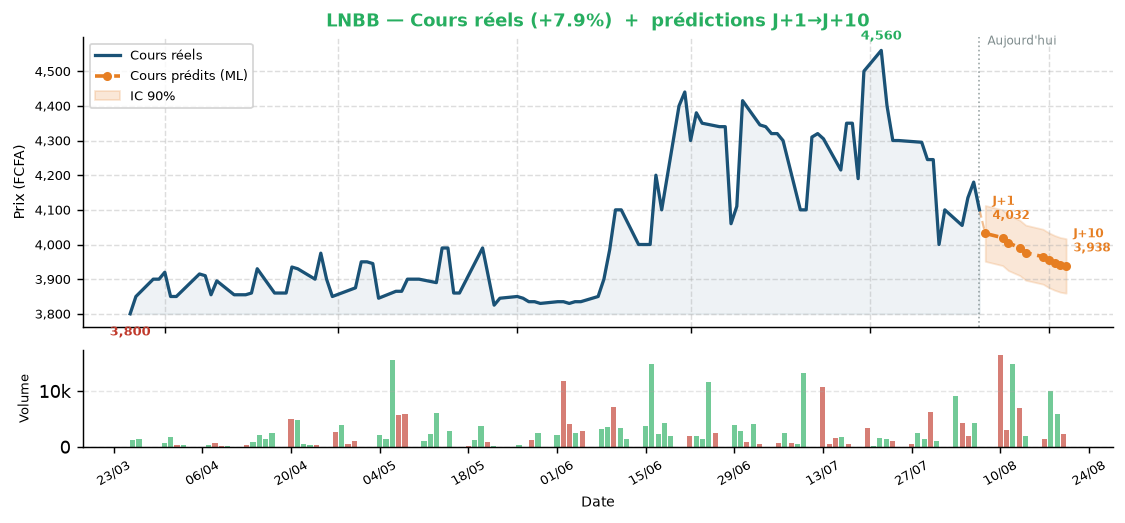 LNBB — Cours réels (+7.9%)  +  prédictions J+1→J+10
4,560
Aujourd'hui
Cours réels
Cours prédits (ML)
IC 90%
Prix (FCFA)
4,500
4,400
4,300
4,200
4,100
4,000
3,900
3,800
J+1
4,032
J+10
3,938
3,800
Volume
10k
0
23/03
06/04
20/04
04/05
18/05
01/06
15/06
29/06
13/07
27/07
10/08
24/08
Date